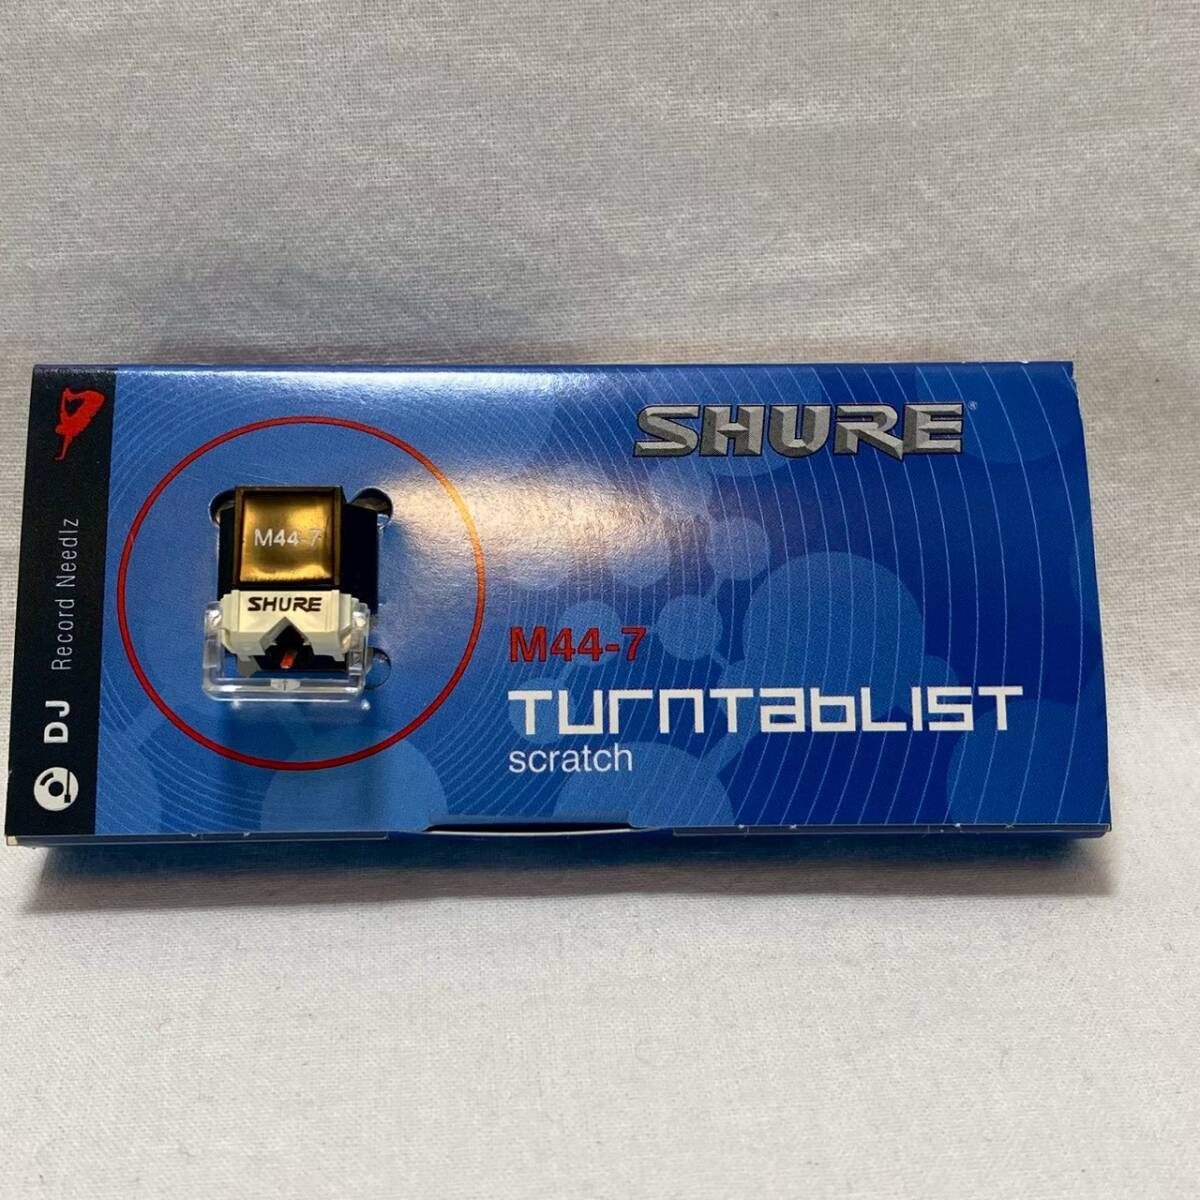 SHURE®
M44-7
SHURE
M44-7
TURNTABLIST
scratch
DJ Record Needlz